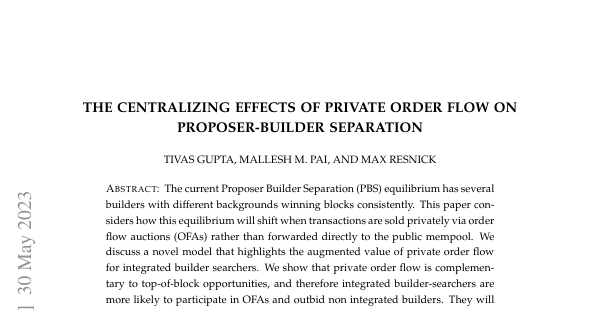 THE CENTRALIZING EFFECTS OF PRIVATE ORDER FLOW ON
PROPOSER-BUILDER SEPARATION
TIVAS GUPTA, MALLESH M. PAI, AND MAX RESNICK
ABSTRACT: The current Proposer Builder Separation (PBS) equilibrium has several
builders with different backgrounds winning blocks consistently. This paper con-
siders how this equilibrium will shift when transactions are sold privately via order
flow auctions (OFAs) rather than forwarded directly to the public mempool. We
discuss a novel model that highlights the augmented value of private order flow
for integrated builder searchers. We show that private order flow is complemen-
tary to top-of-block opportunities, and therefore integrated builder-searchers are
more likely to participate in OFAs and outbid non integrated builders. They will
] 30 May 2023